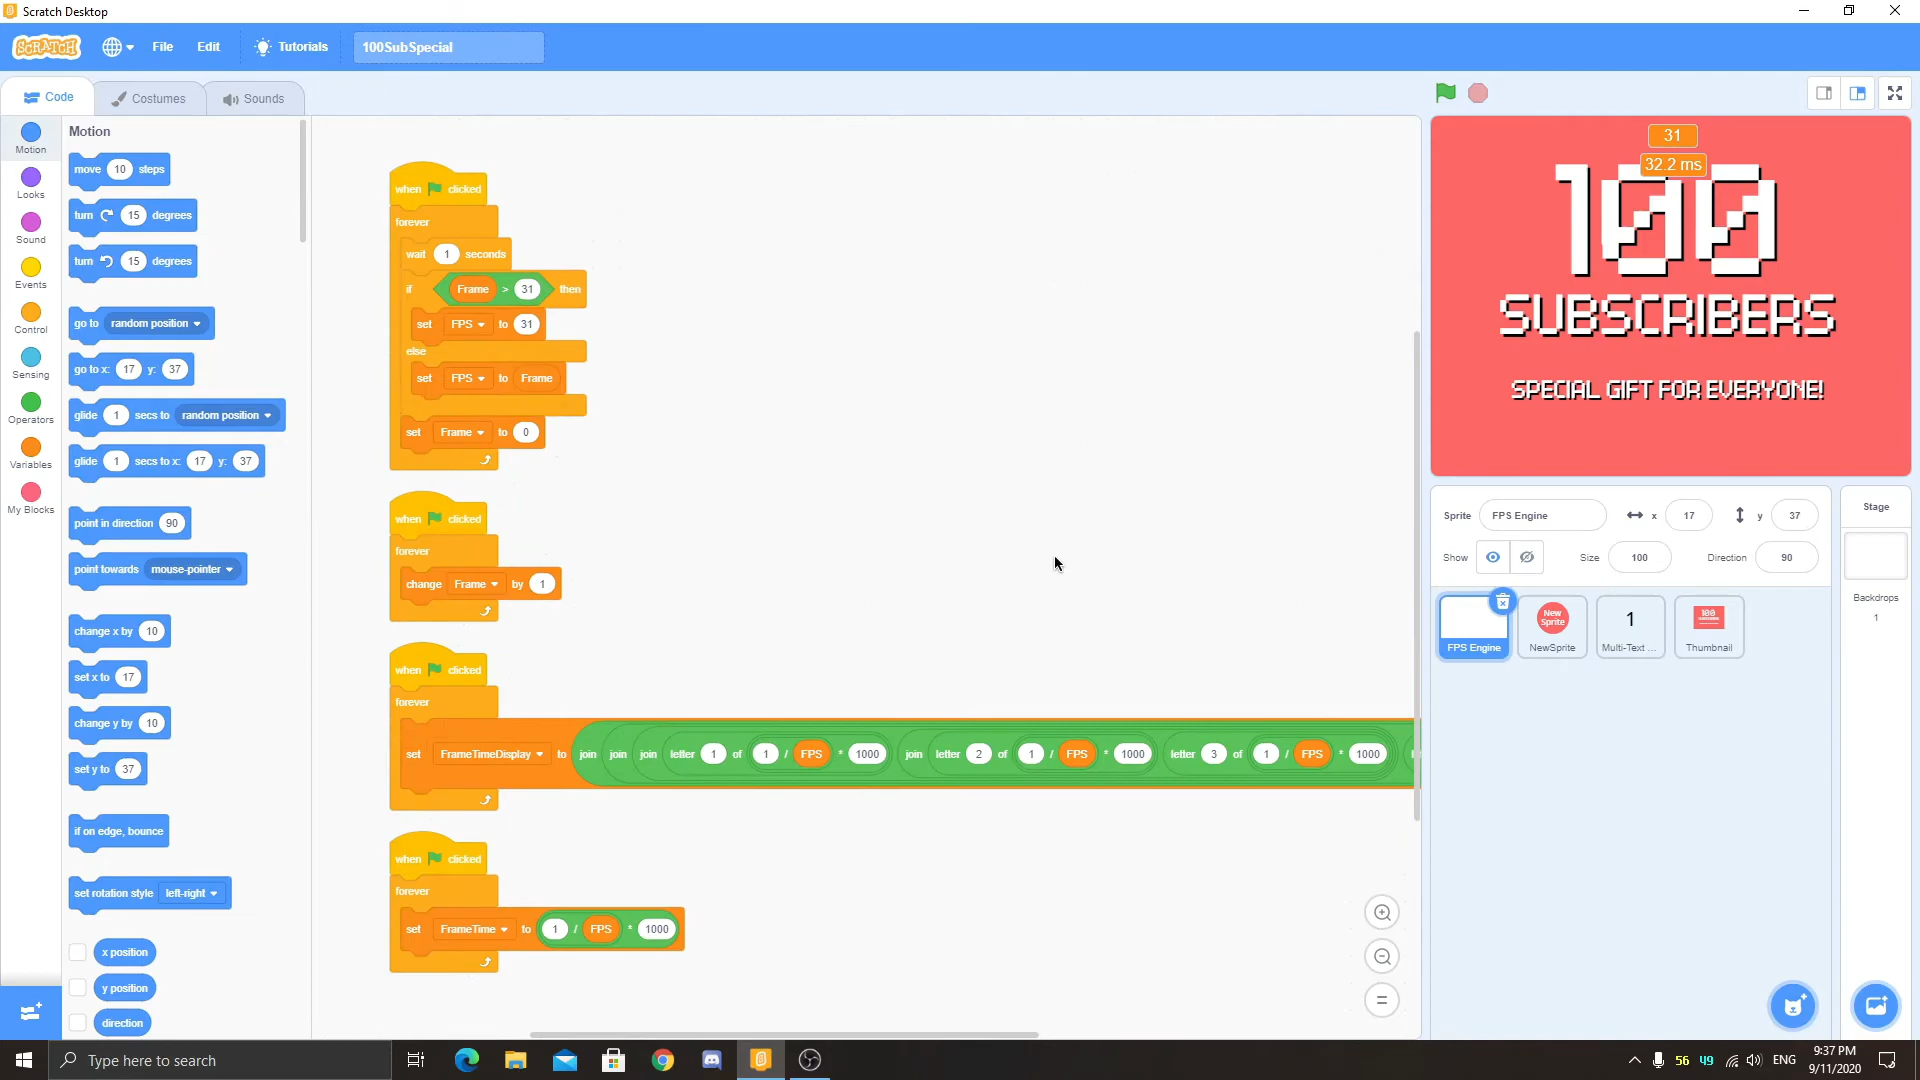 Scratch Desktop
SCRATCH
File
Edit
Tutorials
100SubSpecial
Code
Costumes
Sounds
Motion
Looks
Sound
Events
Control
Sensing
Operators
Variables
My Blocks
Motion
move 10 steps
turn 15 degrees
turn 15 degrees
go to random position
go to x: 17 y: 37
glide 1 secs to random position
glide 1 secs to x: 17 y: 37
point in direction 90
point towards mouse-pointer
change x by 10
set x to 17
change y by 10
set y to 37
if on edge, bounce
set rotation style left-right
x position
y position
direction
when clicked
forever
wait 1 seconds
if Frame > 31 then
set FPS to 31
else
set FPS to Frame
set Frame to 0
when clicked
forever
change Frame by 1
when clicked
forever
set FrameTimeDisplay to join join join letter 1 of 1 / FPS * 1000 join letter 2 of 1 / FPS * 1000 letter 3 of 1 / FPS * 1000
when clicked
forever
set FrameTime to 1 / FPS * 1000
31
32.2 ms
100
SUBSCRIBERS
SPECIAL GIFT FOR EVERYONE!
Sprite FPS Engine x 17 y 37
Show Size 100 Direction 90
FPS Engine
New
Sprite
NewSprite
1
Multi-Text ...
Thumbnail
Stage
Backdrops
1
Type here to search
56 49 ENG
9:37 PM
9/11/2020